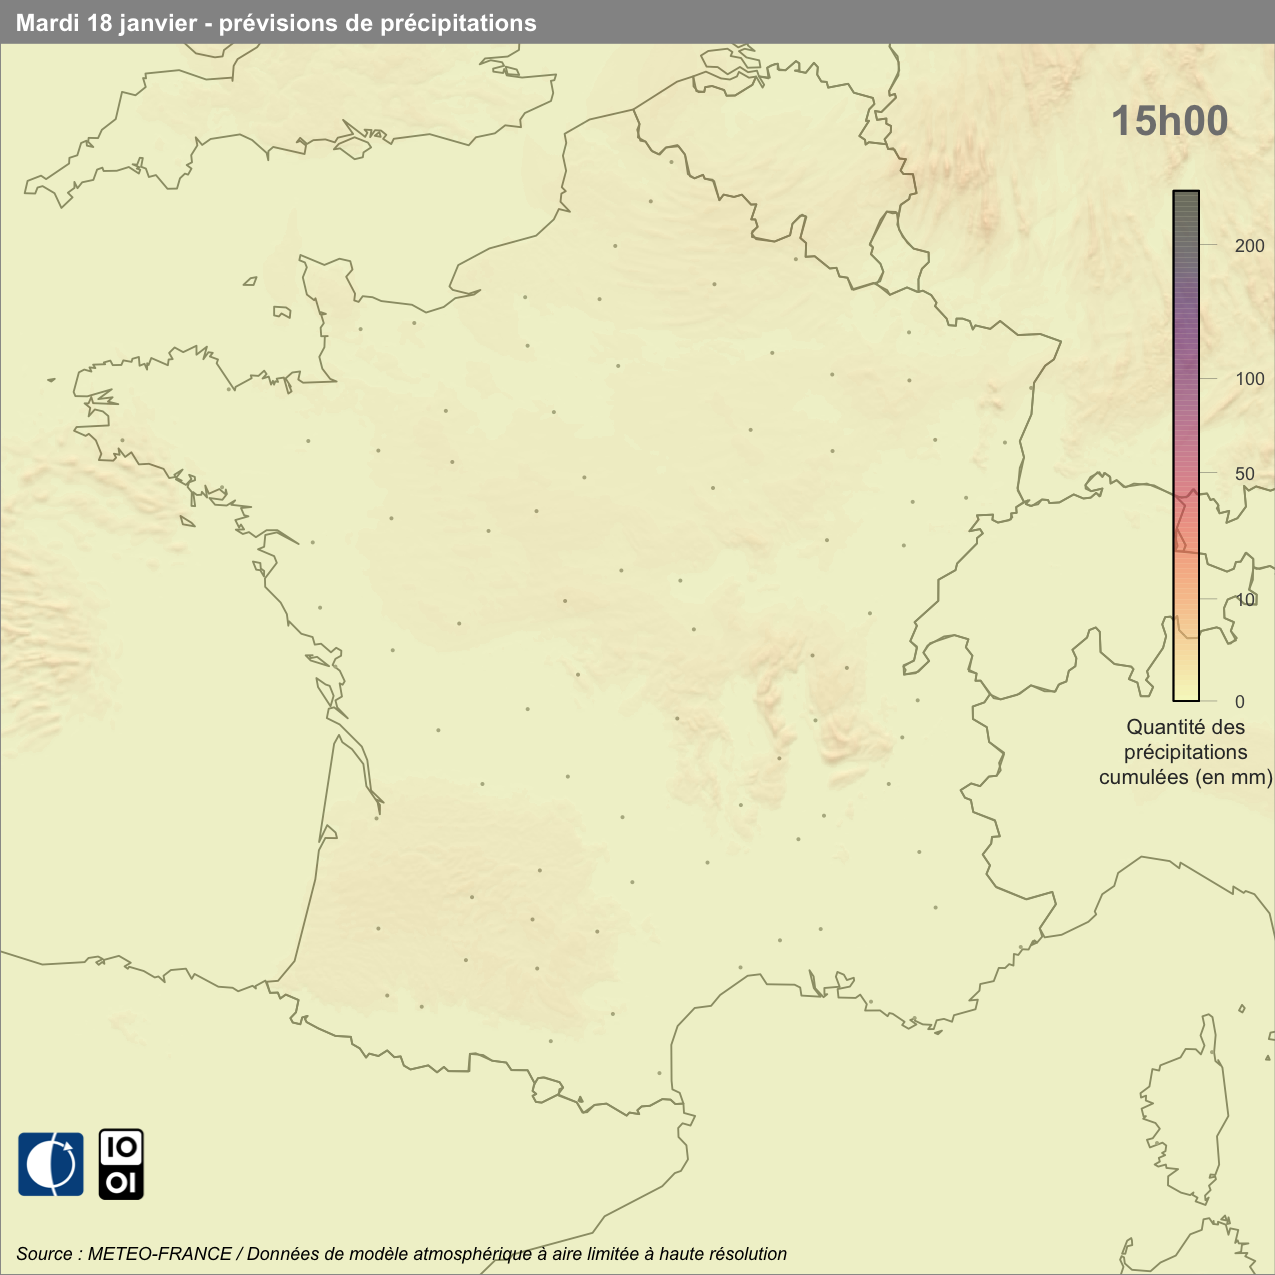 Mardi 18 janvier - prévisions de précipitations
15h00
200
100
50
10
0
Quantité des
précipitations
cumulées (en mm)
IO
OI
Source : METEO-FRANCE / Données de modèle atmosphérique à aire limitée à haute résolution